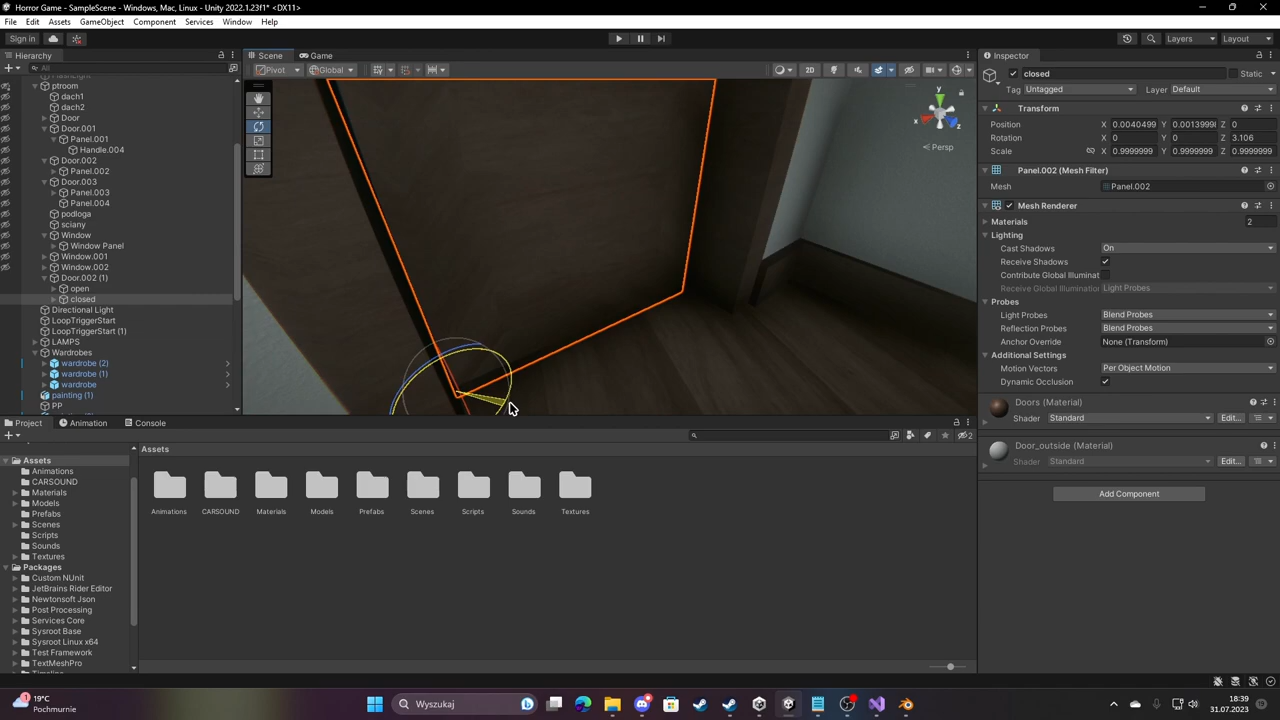 Horror Game - SampleScene - Windows, Mac, Linux - Unity 2022.1.23f1* <DX11>
File Edit Assets GameObject Component Services Window Help
Sign in Layers Layout
Hierarchy
All
ptroom
dach1
dach2
Door
Door.001
Panel.001
Handle.004
Door.002
Panel.002
Door.003
Panel.003
Panel.004
podloga
sciany
Window
Window Panel
Window.001
Window.002
Door.002 (1)
open
closed
Directional Light
LoopTriggerStart
LoopTriggerStart (1)
LAMPS
Wardrobes
wardrobe (2)
wardrobe (1)
wardrobe
painting (1)
PP
Scene Game
Pivot Global 2D
y
x
z
Persp
Inspector
closed Static
Tag Untagged Layer Default
Transform
Position X 0.0040499 Y 0.0013999 Z 0
Rotation X 0 Y 0 Z 3.106
Scale X 0.9999999 Y 0.9999999 Z 0.9999999
Panel.002 (Mesh Filter)
Mesh Panel.002
Mesh Renderer
Materials 2
Lighting
Cast Shadows On
Receive Shadows
Contribute Global Illuminat
Receive Global Illumination Light Probes
Probes
Light Probes Blend Probes
Reflection Probes Blend Probes
Anchor Override None (Transform)
Additional Settings
Motion Vectors Per Object Motion
Dynamic Occlusion
Doors (Material)
Shader Standard Edit...
Door_outside (Material)
Shader Standard Edit...
Add Component
Project Animation Console
2
Assets
Animations
CARSOUND
Materials
Models
Prefabs
Scenes
Scripts
Sounds
Textures
Packages
Custom NUnit
JetBrains Rider Editor
Newtonsoft Json
Post Processing
Services Core
Sysroot Base
Sysroot Linux x64
Test Framework
TextMeshPro
Assets
Animations CARSOUND Materials Models Prefabs Scenes Scripts Sounds Textures
19°C
Pochmurnie
Wyszukaj
18:39
31.07.2023